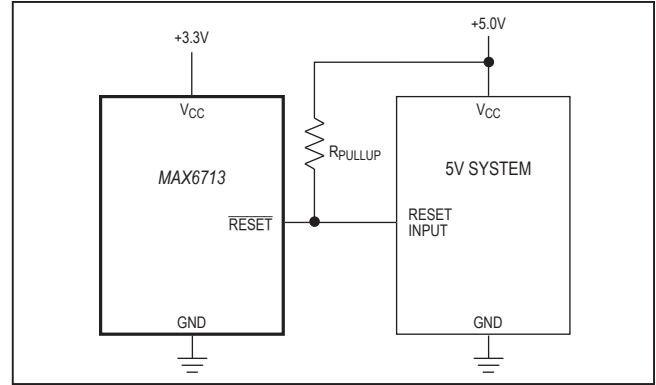 +3.3V
+5.0V
VCC
VCC
RPULLUP
MAX6713
5V SYSTEM
RESET
RESET
INPUT
GND
GND